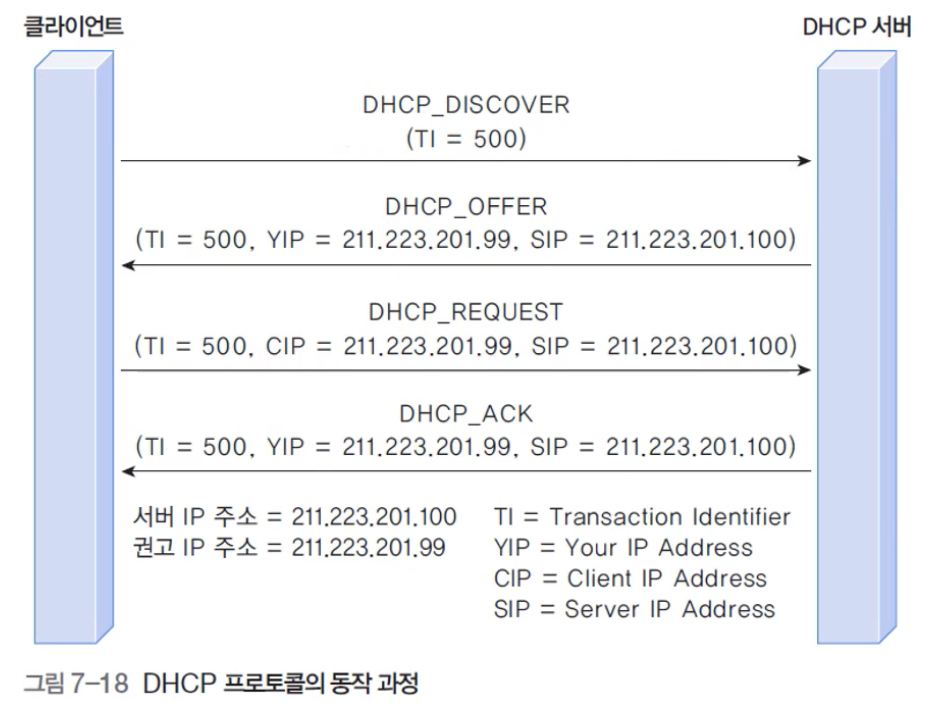 클라이언트
DHCP 서버
DHCP_DISCOVER
(TI = 500)
DHCP_OFFER
(TI = 500, YIP = 211.223.201.99, SIP = 211.223.201.100)
DHCP_REQUEST
(TI = 500, CIP = 211.223.201.99, SIP = 211.223.201.100)
DHCP_ACK
(TI = 500, YIP = 211.223.201.99, SIP = 211.223.201.100)
서버 IP 주소 = 211.223.201.100
권고 IP 주소 = 211.223.201.99
TI = Transaction Identifier
YIP = Your IP Address
CIP = Client IP Address
SIP = Server IP Address
그림 7-18 DHCP 프로토콜의 동작 과정